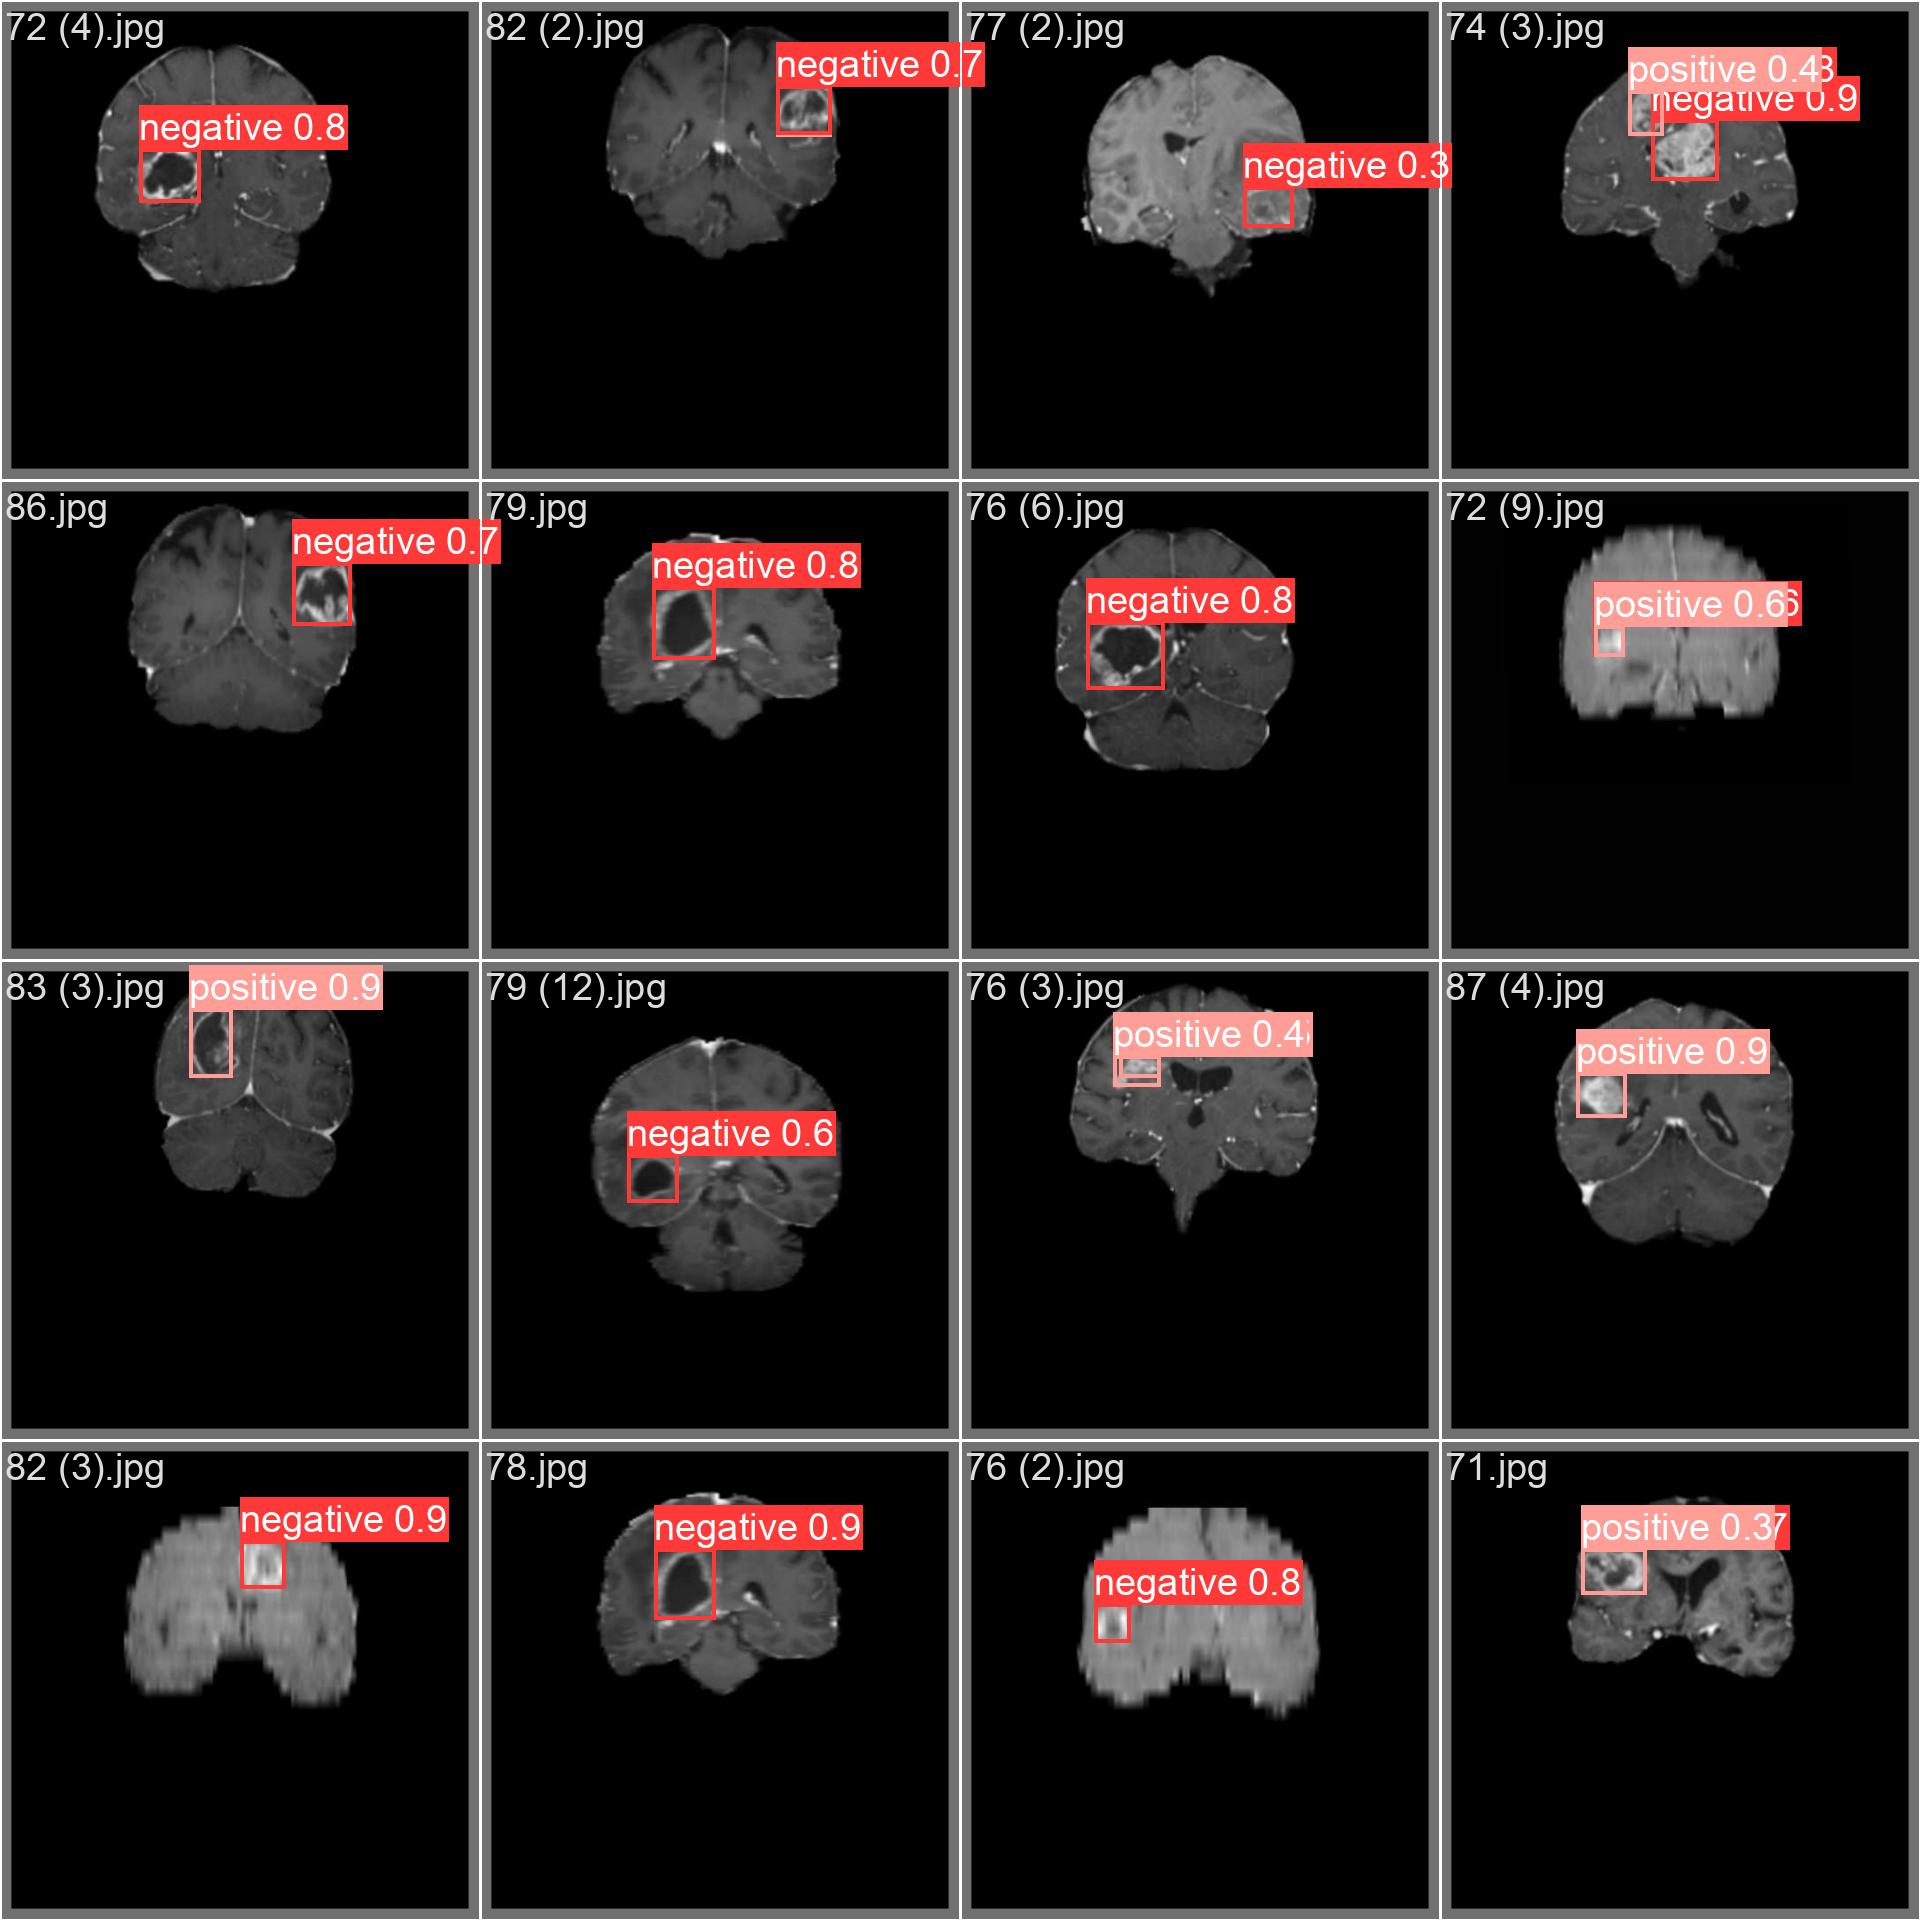 72 (4).jpg
negative 0.8
82 (2).jpg
negative 0.7
77 (2).jpg
negative 0.3
74 (3).jpg
positive 0.4
negative 0.9
86.jpg
negative 0.7
79.jpg
negative 0.8
76 (6).jpg
negative 0.8
72 (9).jpg
positive 0.6
83 (3).jpg
positive 0.9
79 (12).jpg
negative 0.6
76 (3).jpg
positive 0.4
87 (4).jpg
positive 0.9
82 (3).jpg
negative 0.9
78.jpg
negative 0.9
76 (2).jpg
negative 0.8
71.jpg
positive 0.3